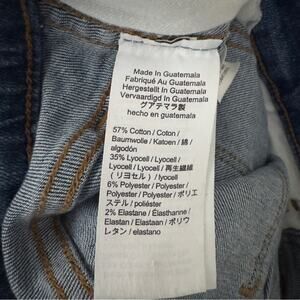 Made In Guatemala
Fabriqué Au Guatemala
Hergestellt In Guatemala
Vervaardigd In Guatemala
グアテマラ製
hecho en guatemala
57% Cotton / Coton /
Baumwolle / Katoen / 綿 /
algodón
35% Lyocell / Lyocell /
Lyocell / Lyocell / 再生繊維
(リヨセル) / lyocell
6% Polyester / Polyester /
Polyester / Polyester / ポリエ
ステル / poliéster
2% Elastane / Élasthanne /
Elastan / Elastaan / ポリウ
レタン / elastano